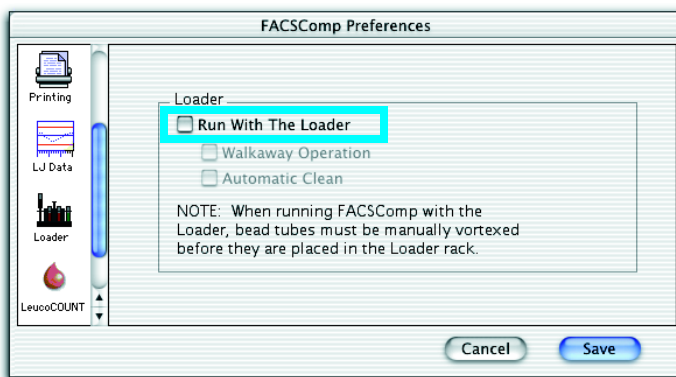 FACSComp Preferences
Printing
LJ Data
Loader
LeucoCOUNT
Loader
Run With The Loader
Walkaway Operation
Automatic Clean
NOTE: When running FACSComp with the
Loader, bead tubes must be manually vortexed
before they are placed in the Loader rack.
Cancel
Save